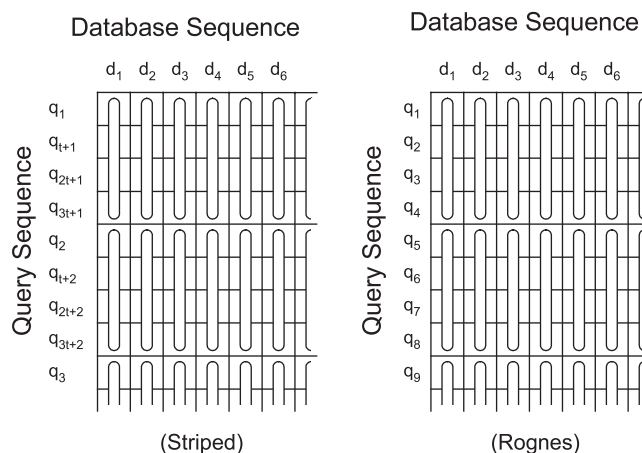 Database Sequence
d1 d2 d3 d4 d5 d6
Query Sequence
q1
qt+1
q2t+1
q3t+1
q2
qt+2
q2t+2
q3t+2
q3
(Striped)
Database Sequence
d1 d2 d3 d4 d5 d6
Query Sequence
q1
q2
q3
q4
q5
q6
q7
q8
q9
(Rognes)